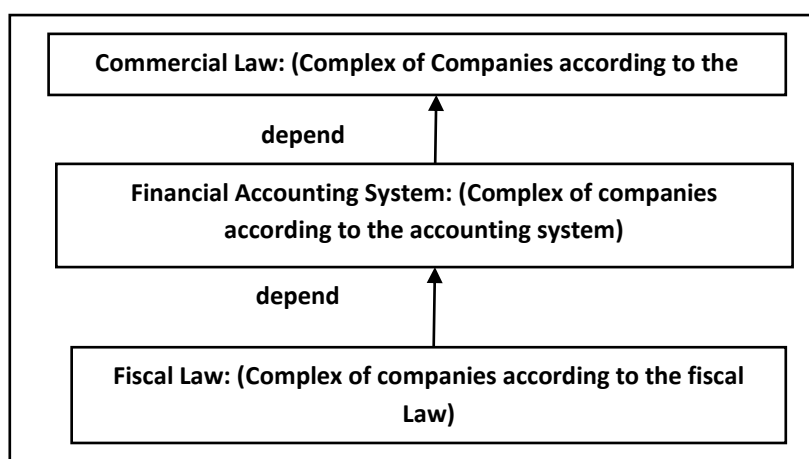 Commercial Law: (Complex of Companies according to the
depend
Financial Accounting System: (Complex of companies
according to the accounting system)
depend
Fiscal Law: (Complex of companies according to the fiscal
Law)